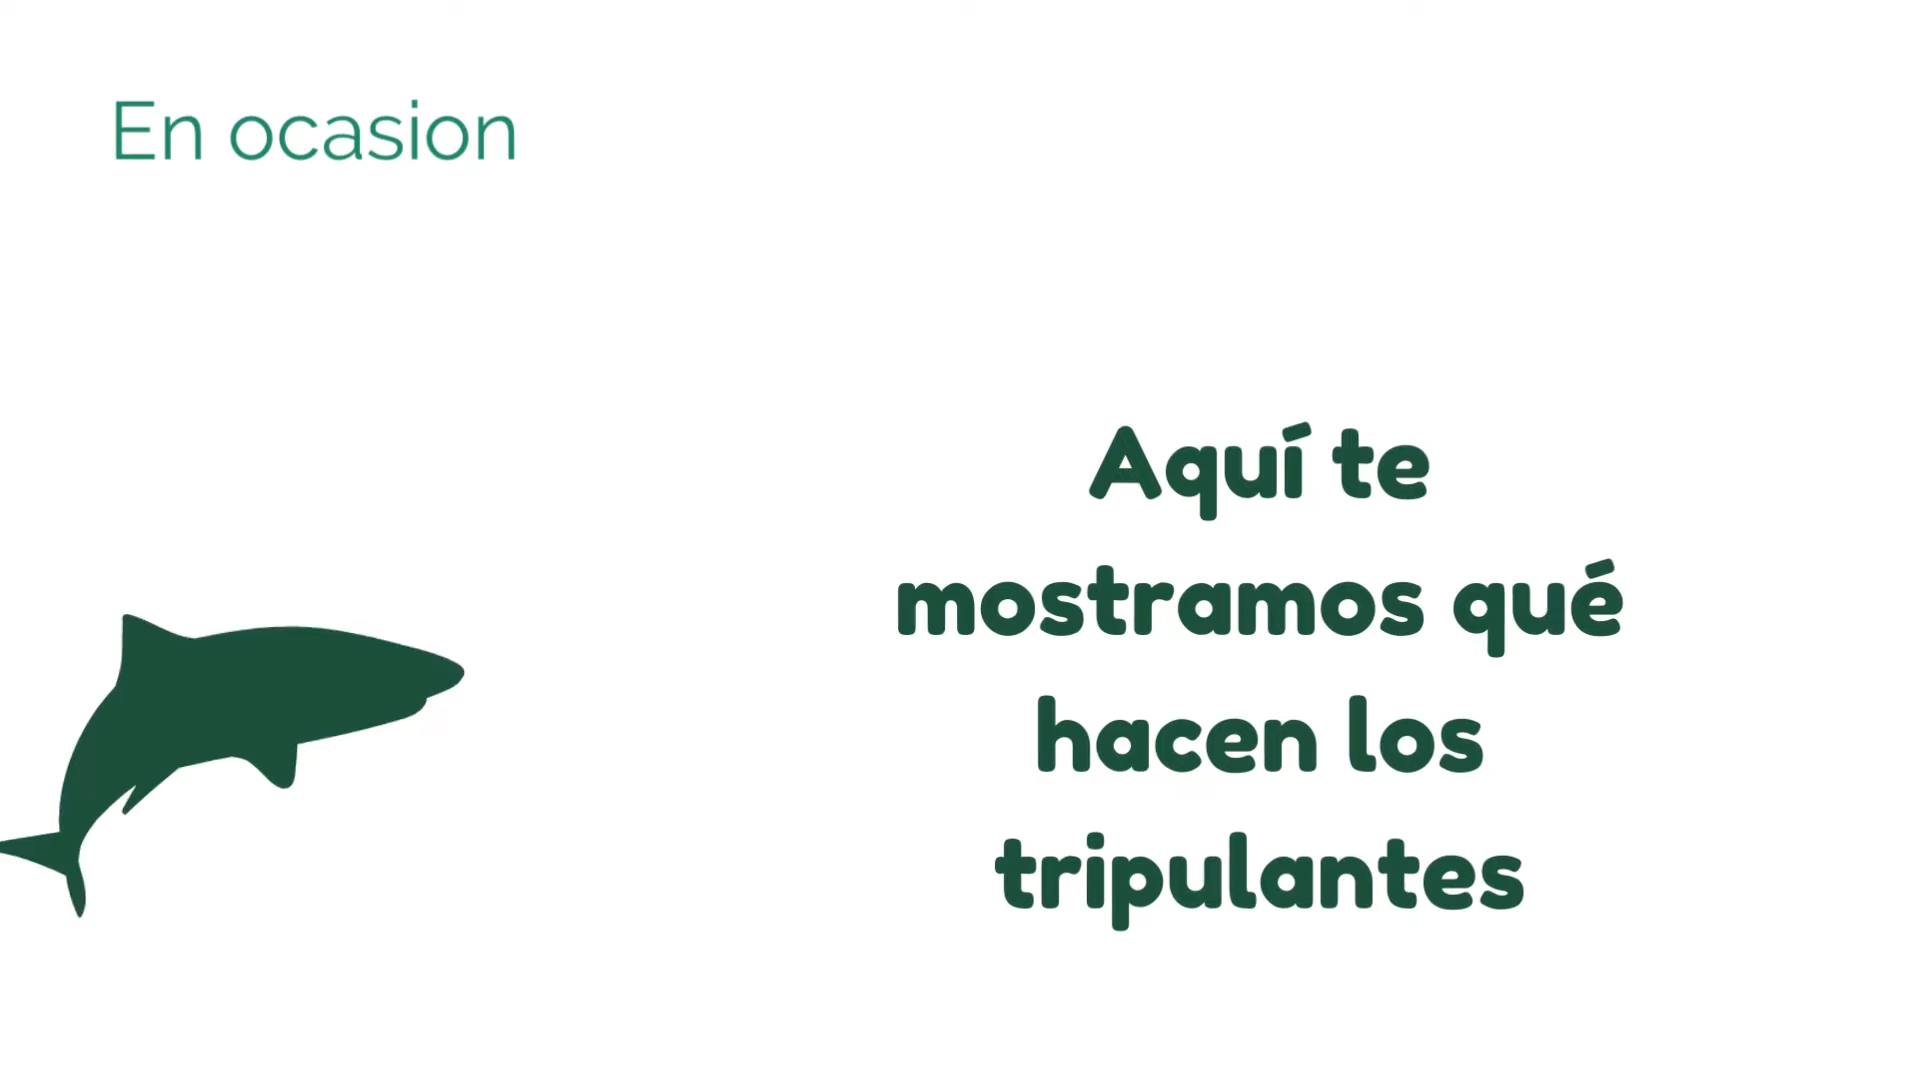 En ocasion
Aquí te
mostramos qué
hacen los
tripulantes